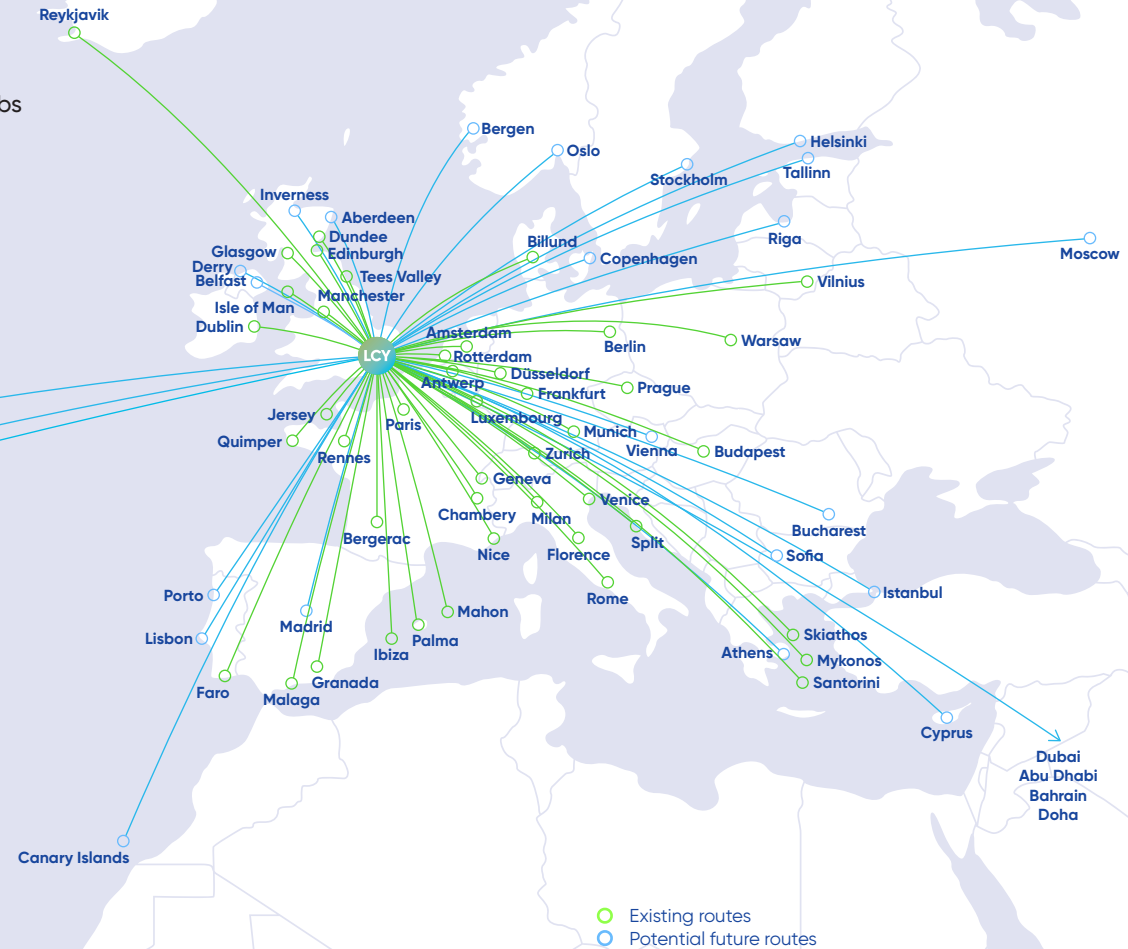 Reykjavik
bs
Bergen
Oslo
Helsinki
Tallinn
Stockholm
Inverness
Aberdeen
Dundee
Edinburgh
Glasgow
Derry
Belfast
Tees Valley
Manchester
Isle of Man
Dublin
Billund
Copenhagen
Riga
Moscow
Vilnius
Amsterdam
LCY
Rotterdam
Berlin
Warsaw
Düsseldorf
Antwerp
Frankfurt
Prague
Jersey
Paris
Luxembourg
Quimper
Rennes
Munich
Vienna
Budapest
Zurich
Geneva
Chambery
Milan
Venice
Bergerac
Nice
Florence
Split
Bucharest
Sofia
Porto
Rome
Istanbul
Madrid
Mahon
Lisbon
Palma
Ibiza
Skiathos
Athens
Mykonos
Faro
Granada
Malaga
Santorini
Cyprus
Dubai
Abu Dhabi
Bahrain
Doha
Canary Islands
Existing routes
Potential future routes